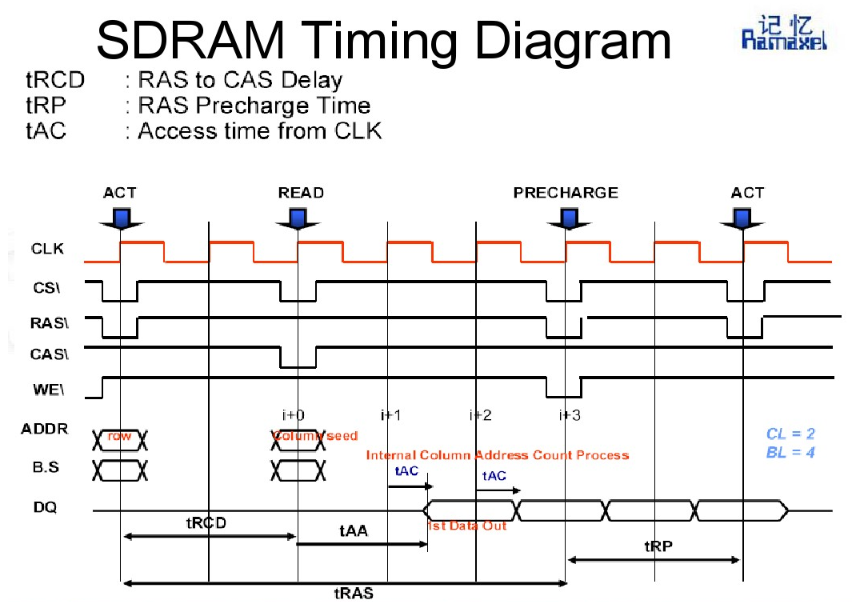 SDRAM Timing Diagram
记忆
Ramaxel
tRCD : RAS to CAS Delay
tRP : RAS Precharge Time
tAC : Access time from CLK
ACT READ PRECHARGE ACT
CLK
CS\
RAS\
CAS\
WE\
i+0 i+1 i+2 i+3
ADDR row Column seed
CL = 2
Internal Column Address Count Process
BL = 4
B.S
tAC tAC
DQ
tRCD 1st Data Out
tAA
tRP
tRAS